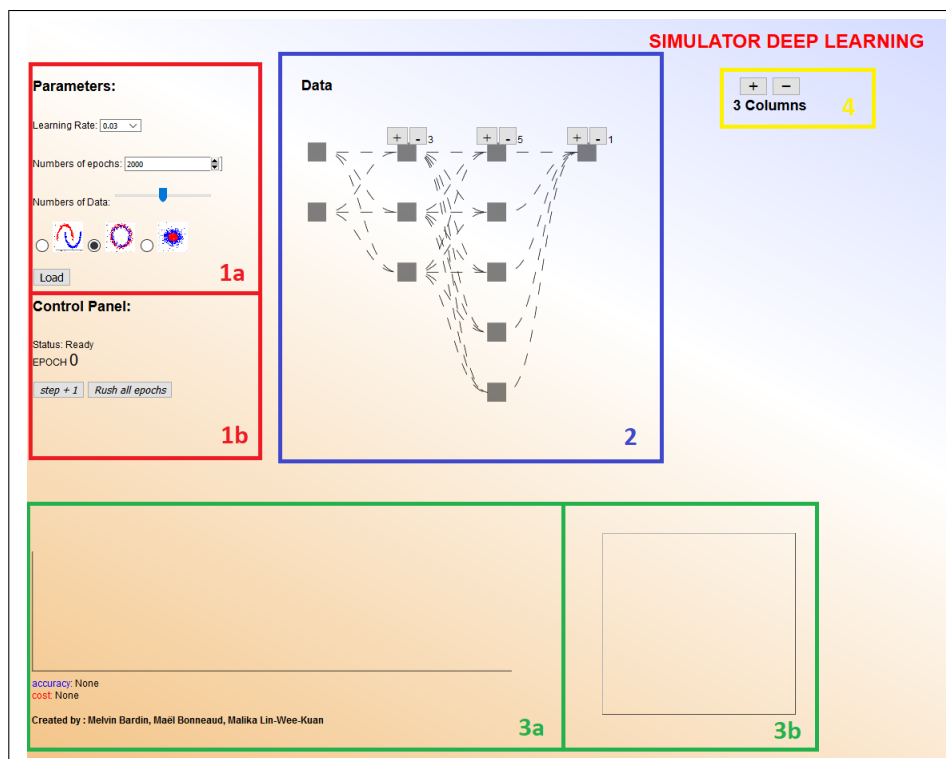 SIMULATOR DEEP LEARNING
Parameters:
Learning Rate: 0.03
Numbers of epochs: 2000
Numbers of Data:
Load
1a
Control Panel:
Status: Ready
EPOCH 0
step + 1 Rush all epochs
1b
Data
+ - 3 + - 5 + - 1
2
+ −
3 Columns
4
accuracy: None
cost: None
Created by : Melvin Bardin, Maël Bonneaud, Malika Lin-Wee-Kuan
3a
3b